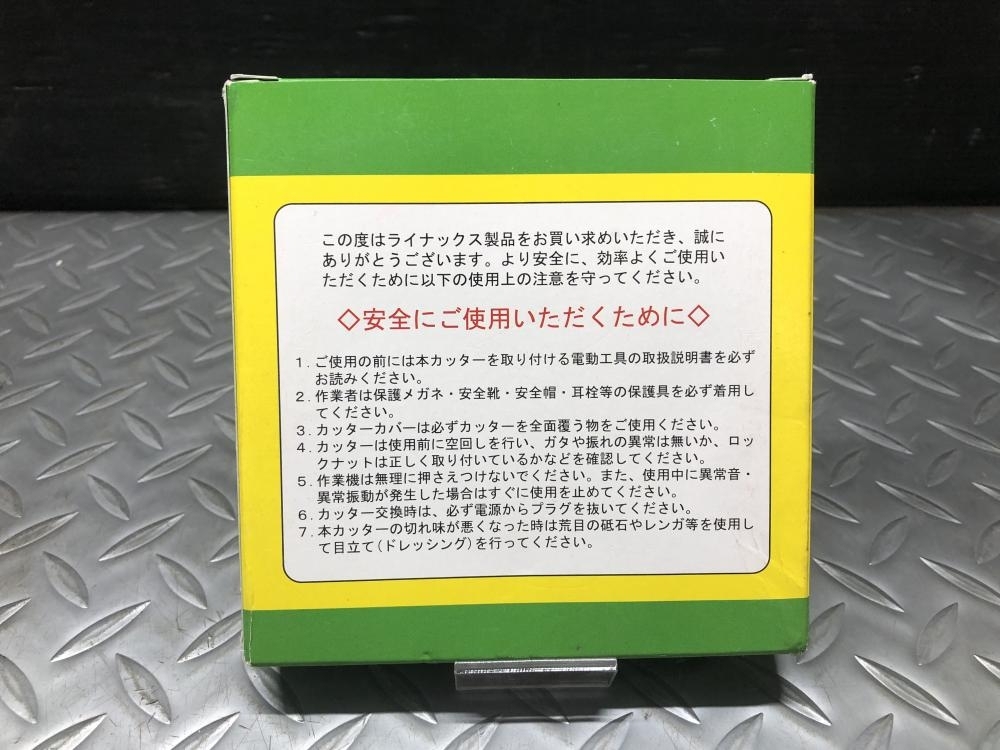 この度はライナックス製品をお買い求めいただき、誠に
ありがとうございます。より安全に、効率よくご使用い
ただくために以下の使用上の注意を守ってください。
◇安全にご使用いただくために◇
1．ご使用の前には本カッターを取り付ける電動工具の取扱説明書を必ず
お読みください。
2．作業者は保護メガネ・安全靴・安全帽・耳栓等の保護具を必ず着用し
てください。
3．カッターカバーは必ずカッターを全面覆う物をご使用ください。
4．カッターは使用前に空回しを行い、ガタや振れの異常は無いか、ロッ
クナットは正しく取り付いているかなどを確認してください。
5．作業機は無理に押さえつけないでください。また、使用中に異常音・
異常振動が発生した場合はすぐに使用を止めてください。
6．カッター交換時は、必ず電源からプラグを抜いてください。
7．本カッターの切れ味が悪くなった時は荒目の砥石やレンガ等を使用し
て目立て(ドレッシング)を行ってください。